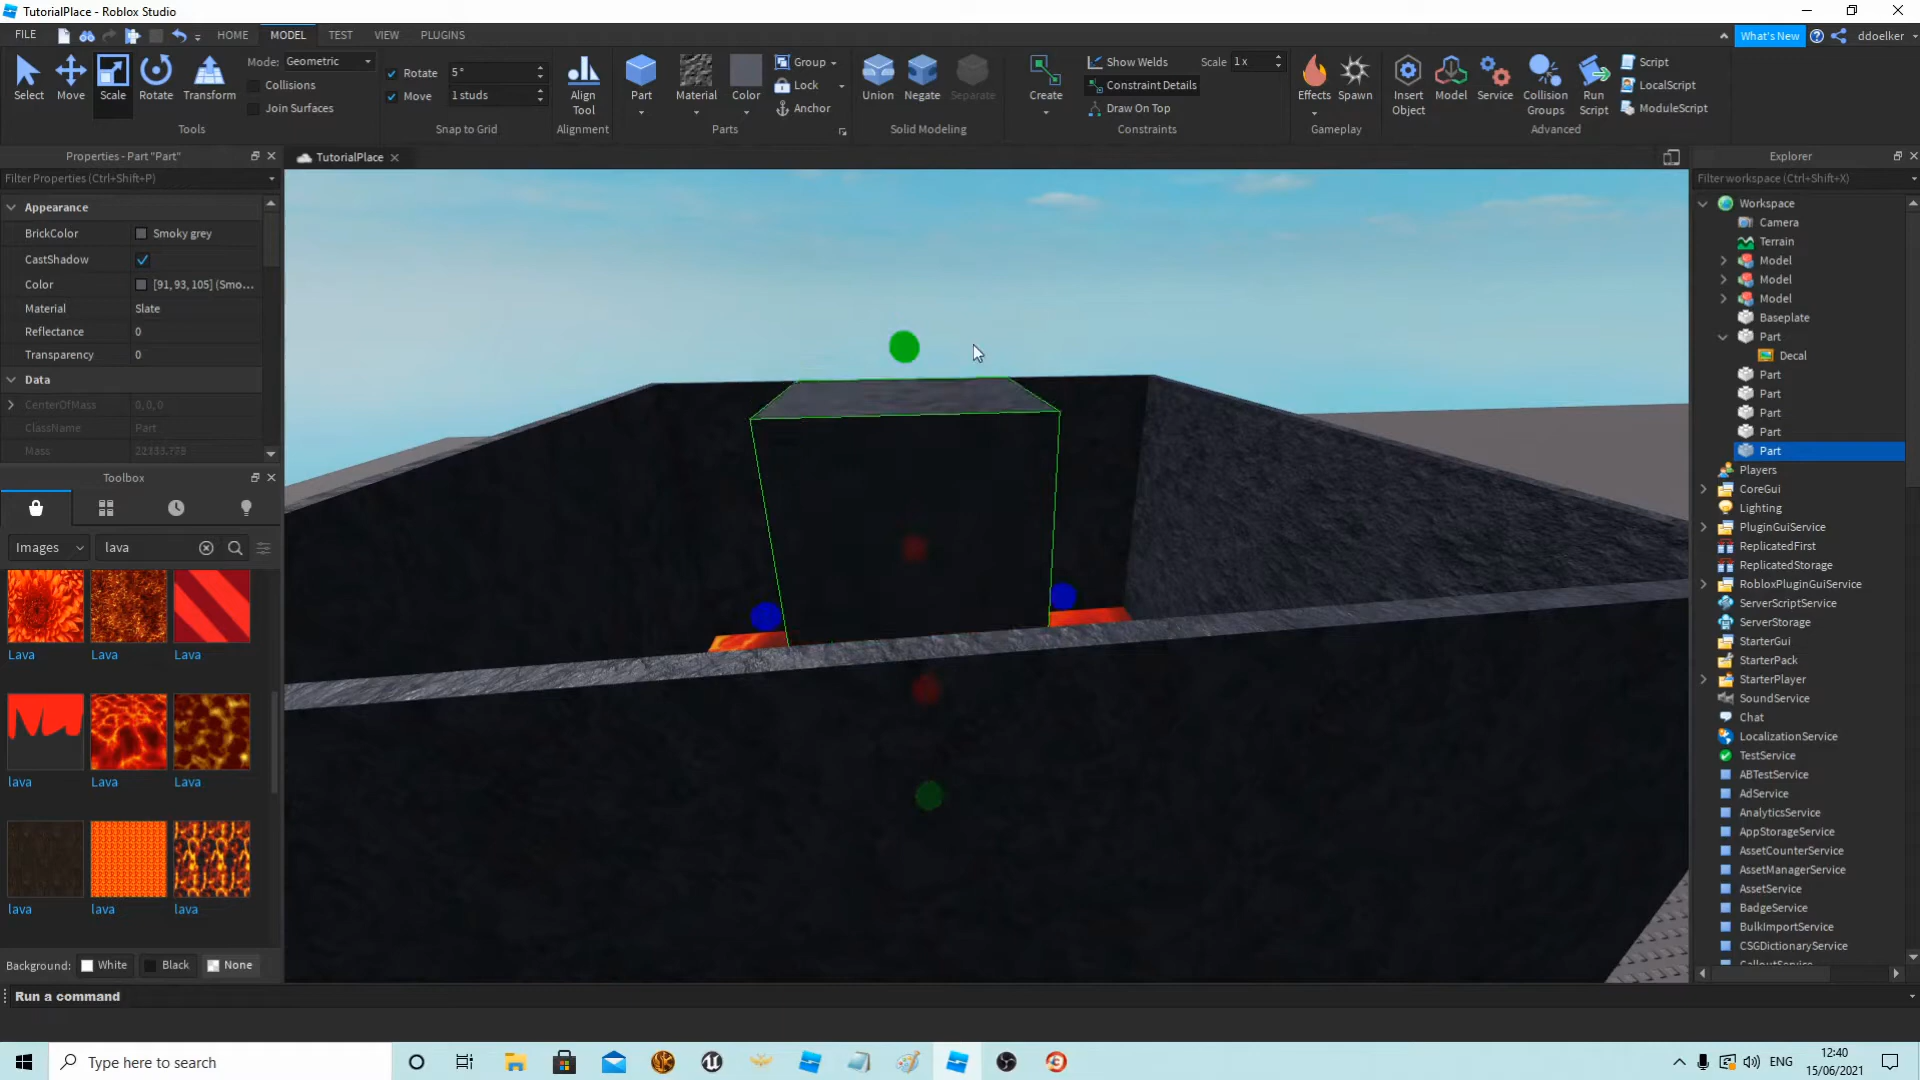 TutorialPlace - Roblox Studio
FILE
HOME
MODEL
TEST
VIEW
PLUGINS
What's New
ddoelker
Select
Move
Scale
Rotate
Transform
Mode: Geometric
Collisions
Join Surfaces
Tools
Rotate 5°
Move 1 studs
Snap to Grid
Align Tool
Alignment
Part
Material
Color
Group
Lock
Anchor
Parts
Union
Negate
Separate
Solid Modeling
Create
Show Welds
Scale 1x
Constraint Details
Draw On Top
Constraints
Effects
Spawn
Gameplay
Insert Object
Model
Service
Collision Groups
Run Script
Script
LocalScript
ModuleScript
Advanced
Properties - Part "Part"
Filter Properties (Ctrl+Shift+P)
Appearance
BrickColor Smoky grey
CastShadow
Color [91, 93, 105] (Smo...
Material Slate
Reflectance 0
Transparency 0
Data
CenterOfMass 0, 0, 0
ClassName Part
Mass 22333.778
Toolbox
Images lava
Lava Lava Lava
lava Lava Lava
lava lava lava
Background: White Black None
Run a command
TutorialPlace
Explorer
Filter workspace (Ctrl+Shift+X)
Workspace
Camera
Terrain
Model
Model
Model
Baseplate
Part
Decal
Part
Part
Part
Part
Part
Players
CoreGui
Lighting
PluginGuiService
ReplicatedFirst
ReplicatedStorage
RobloxPluginGuiService
ServerScriptService
ServerStorage
StarterGui
StarterPack
StarterPlayer
SoundService
Chat
LocalizationService
TestService
ABTestService
AdService
AnalyticsService
AppStorageService
AssetCounterService
AssetManagerService
AssetService
BadgeService
BulkImportService
CSGDictionaryService
CalloutService
Type here to search
ENG
12:40
15/06/2021